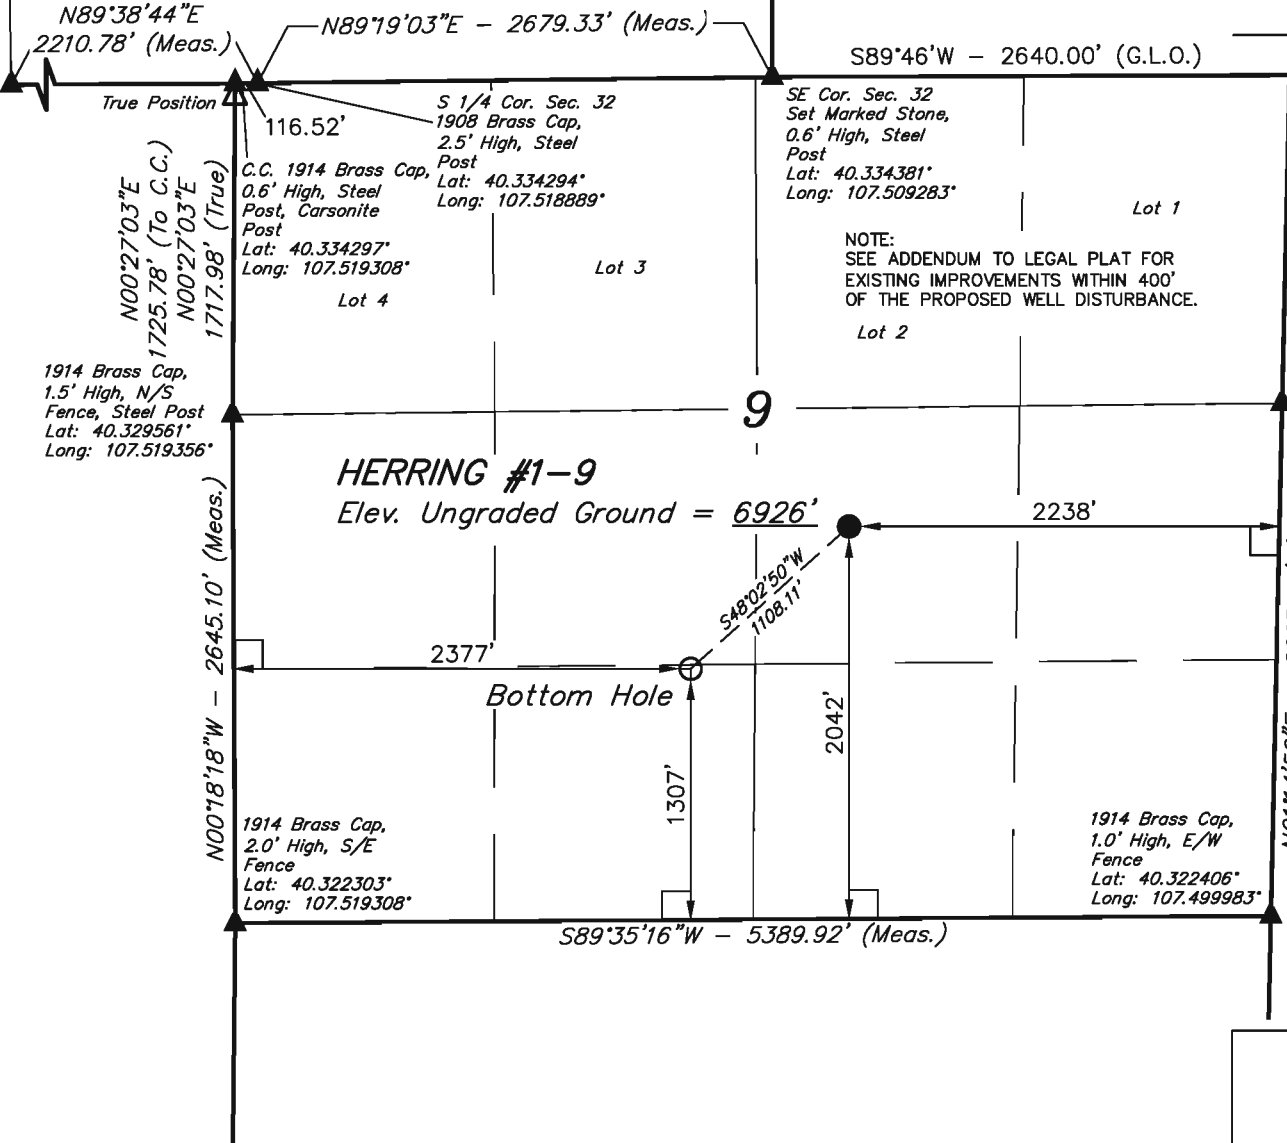 N89°38'44"E
2210.78' (Meas.)
N89°19'03"E - 2679.33' (Meas.)
S89°46'W - 2640.00' (G.L.O.)
True Position
116.52'
C.C. 1914 Brass Cap,
0.6' High, Steel
Post, Carsonite
Post
Lat: 40.334297°
Long: 107.519308°
S 1/4 Cor. Sec. 32
1908 Brass Cap,
2.5' High, Steel
Post
Lat: 40.334294°
Long: 107.518889°
SE Cor. Sec. 32
Set Marked Stone,
0.6' High, Steel
Post
Lat: 40.334381°
Long: 107.509283°
Lot 1
NOTE:
SEE ADDENDUM TO LEGAL PLAT FOR
EXISTING IMPROVEMENTS WITHIN 400'
OF THE PROPOSED WELL DISTURBANCE.
Lot 3
Lot 4
Lot 2
N00°27'03"E
1725.78' (To C.C.)
N00°27'03"E
1717.98' (True)
1914 Brass Cap,
1.5' High, N/S
Fence, Steel Post
Lat: 40.329561°
Long: 107.519356°
9
HERRING #1-9
Elev. Ungraded Ground = 6926'
2238'
S48°02'50"W
1108.11'
N00°18'18"W - 2645.10' (Meas.)
2377'
Bottom Hole
1307'
2042'
1914 Brass Cap,
2.0' High, S/E
Fence
Lat: 40.322303°
Long: 107.519308°
1914 Brass Cap,
1.0' High, E/W
Fence
Lat: 40.322406°
Long: 107.499983°
S89°35'16"W - 5389.92' (Meas.)